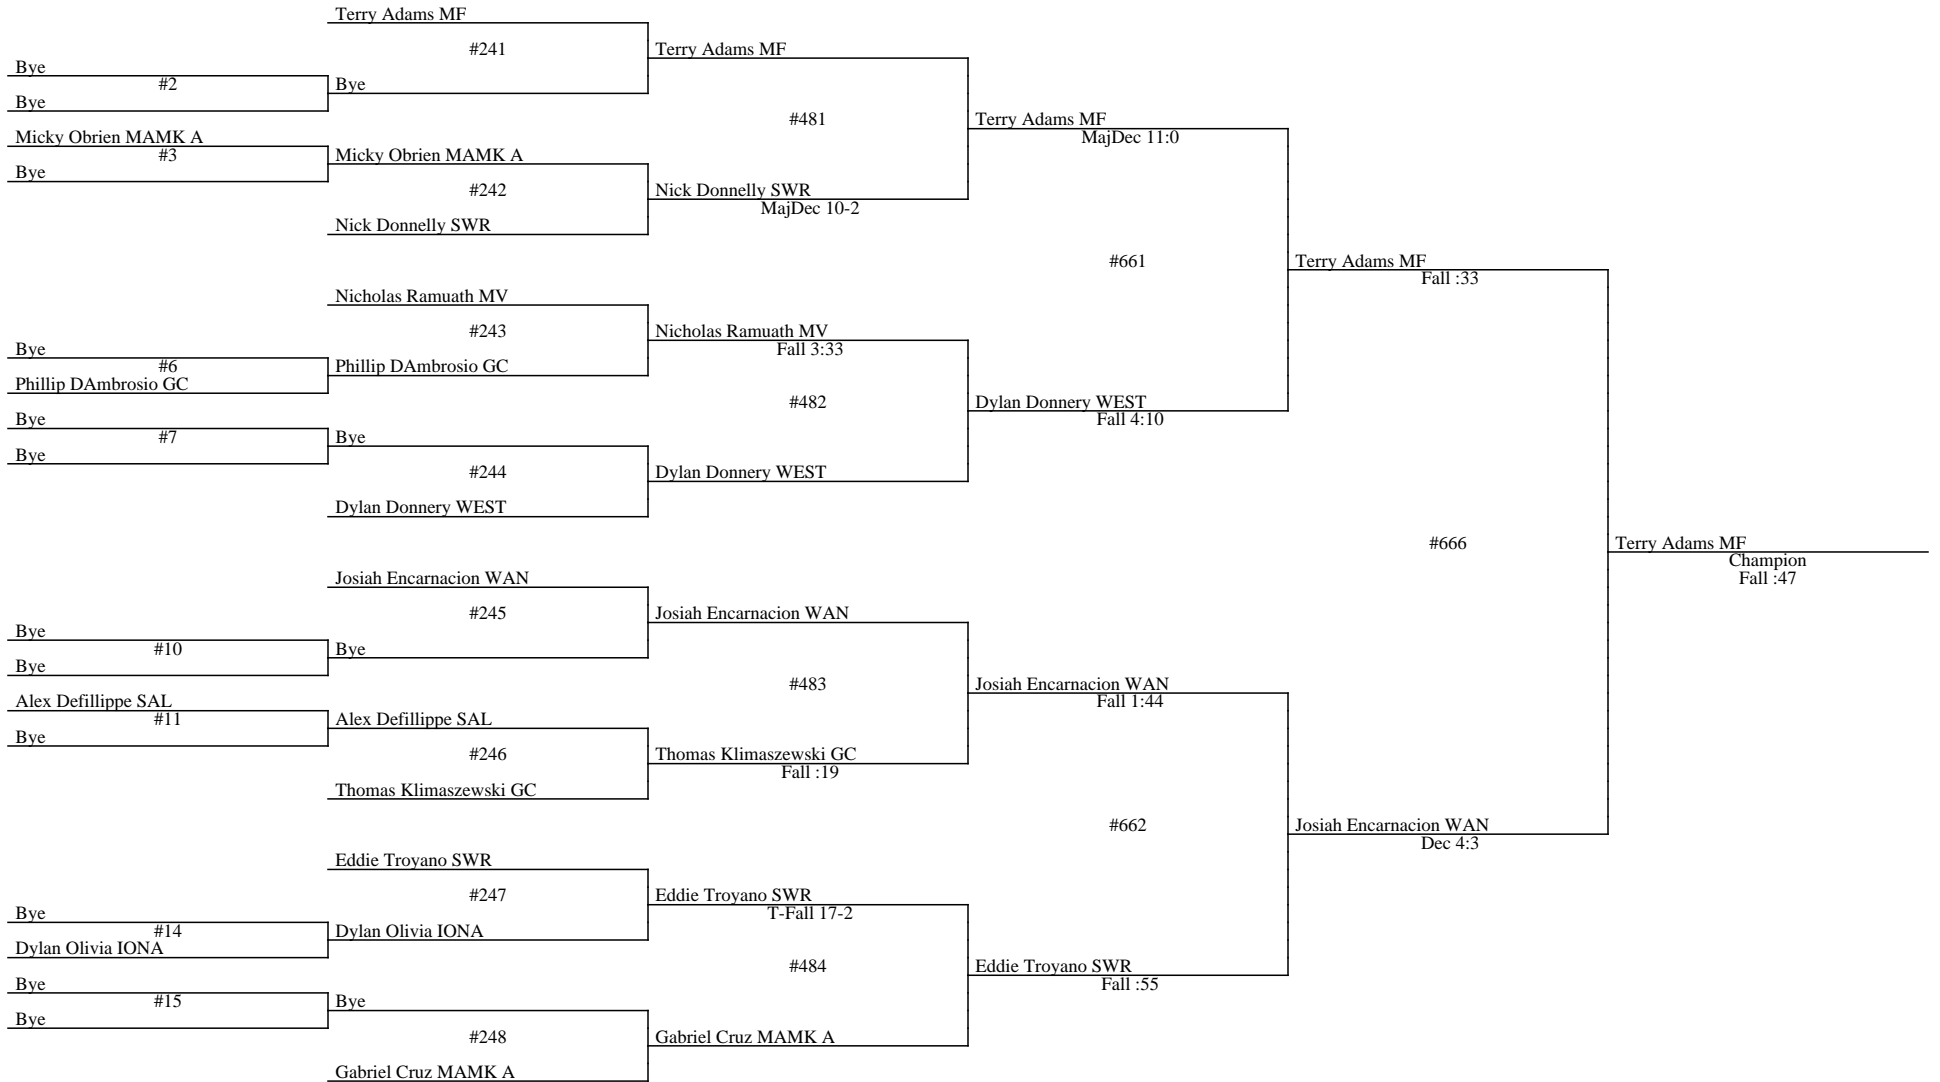 Terry Adams MF
#241
Terry Adams MF
Bye
#2
Bye
Bye
#481
Terry Adams MF
MajDec 11:0
Micky Obrien MAMK A
#3
Micky Obrien MAMK A
Bye
#242
Nick Donnelly SWR
MajDec 10-2
Nick Donnelly SWR
#661
Terry Adams MF
Fall :33
Nicholas Ramuath MV
#243
Nicholas Ramuath MV
Fall 3:33
Bye
#6
Phillip DAmbrosio GC
Phillip DAmbrosio GC
#482
Dylan Donnery WEST
Fall 4:10
Bye
#7
Bye
Bye
#244
Dylan Donnery WEST
Dylan Donnery WEST
#666
Terry Adams MF
Champion
Fall :47
Josiah Encarnacion WAN
#245
Josiah Encarnacion WAN
Bye
#10
Bye
Bye
#483
Josiah Encarnacion WAN
Fall 1:44
Alex Defillippe SAL
#11
Alex Defillippe SAL
Bye
#246
Thomas Klimaszewski GC
Fall :19
Thomas Klimaszewski GC
#662
Josiah Encarnacion WAN
Dec 4:3
Eddie Troyano SWR
#247
Eddie Troyano SWR
T-Fall 17-2
Bye
#14
Dylan Olivia IONA
Dylan Olivia IONA
#484
Eddie Troyano SWR
Fall :55
Bye
#15
Bye
Bye
#248
Gabriel Cruz MAMK A
Gabriel Cruz MAMK A